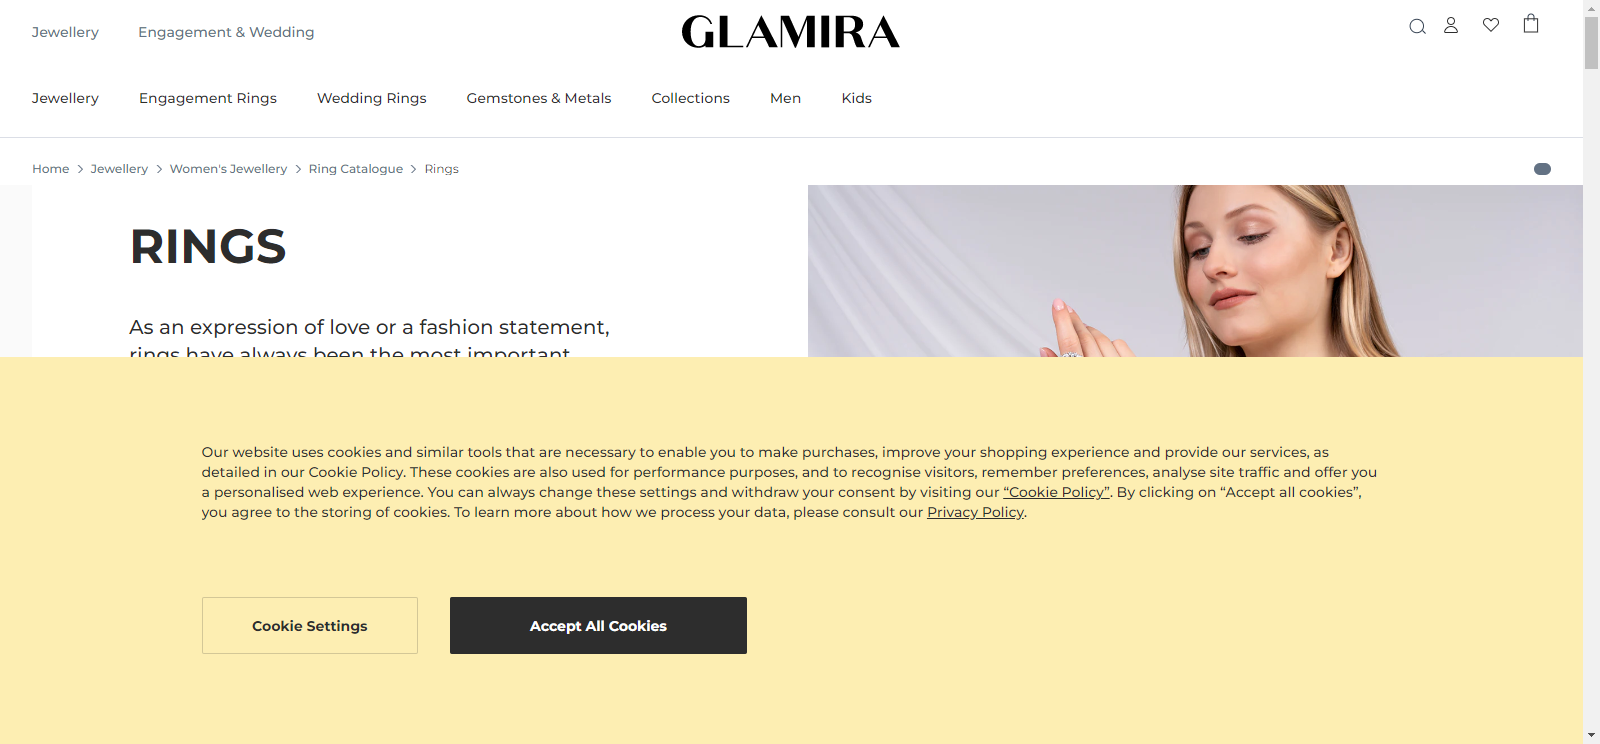 Jewellery Engagement & Wedding
GLAMIRA
Jewellery Engagement Rings Wedding Rings Gemstones & Metals Collections Men Kids
Home > Jewellery > Women's Jewellery > Ring Catalogue > Rings
RINGS
As an expression of love or a fashion statement,
rings have always been the most important
Our website uses cookies and similar tools that are necessary to enable you to make purchases, improve your shopping experience and provide our services, as
detailed in our Cookie Policy. These cookies are also used for performance purposes, and to recognise visitors, remember preferences, analyse site traffic and offer you
a personalised web experience. You can always change these settings and withdraw your consent by visiting our “Cookie Policy”. By clicking on “Accept all cookies”,
you agree to the storing of cookies. To learn more about how we process your data, please consult our Privacy Policy.
Cookie Settings
Accept All Cookies